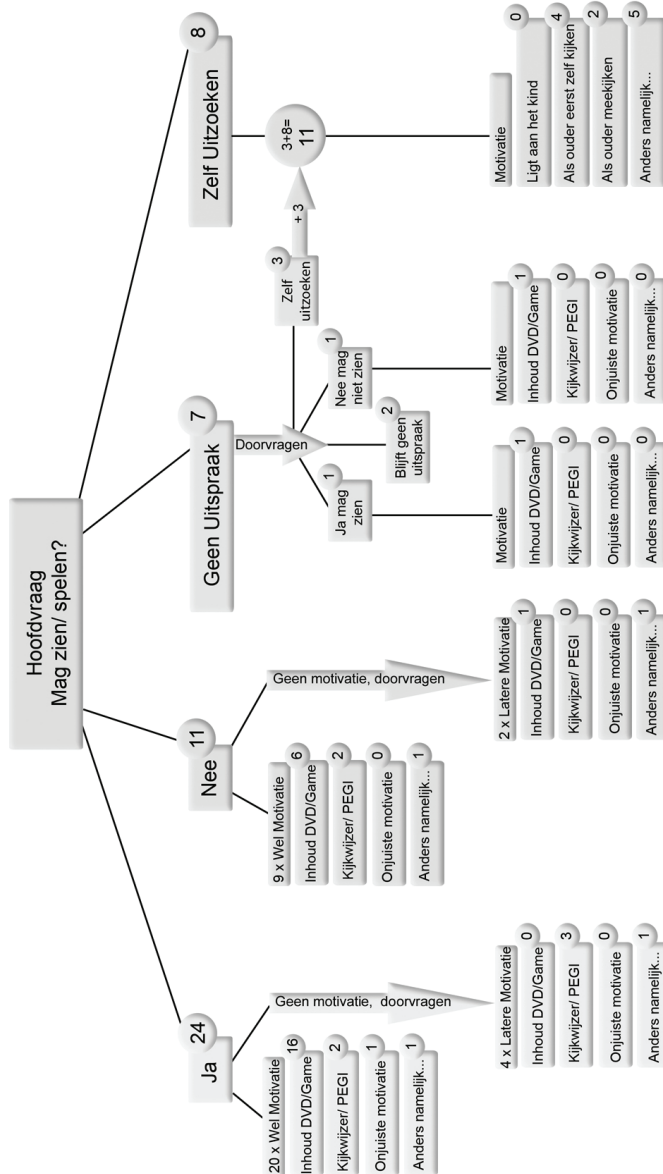 Hoofdvraag
Mag zien/ spelen?
Ja
24
20 x Wel Motivatie
Inhoud DVD/Game
16
Kijkwijzer/ PEGI
2
Onjuiste motivatie
1
Anders namelijk...
1
Geen motivatie, doorvragen
4 x Latere Motivatie
Inhoud DVD/Game
0
Kijkwijzer/ PEGI
3
Onjuiste motivatie
0
Anders namelijk...
1
Nee
11
9 x Wel Motivatie
Inhoud DVD/Game
6
Kijkwijzer/ PEGI
2
Onjuiste motivatie
0
Anders namelijk...
1
Geen motivatie, doorvragen
2 x Latere Motivatie
Inhoud DVD/Game
1
Kijkwijzer/ PEGI
0
Onjuiste motivatie
0
Anders namelijk...
1
Geen Uitspraak
7
Doorvragen
Ja mag
zien
1
Motivatie
Inhoud DVD/Game
1
Kijkwijzer/ PEGI
0
Onjuiste motivatie
0
Anders namelijk...
0
Blijft geen
uitspraak
2
Nee mag
niet zien
1
Motivatie
Inhoud DVD/Game
1
Kijkwijzer/ PEGI
0
Onjuiste motivatie
0
Anders namelijk...
0
Zelf
uitzoeken
3
+ 3
Zelf Uitzoeken
8
3+8=
11
Motivatie
Ligt aan het kind
0
Als ouder eerst zelf kijken
4
Als ouder meekijken
2
Anders namelijk...
5